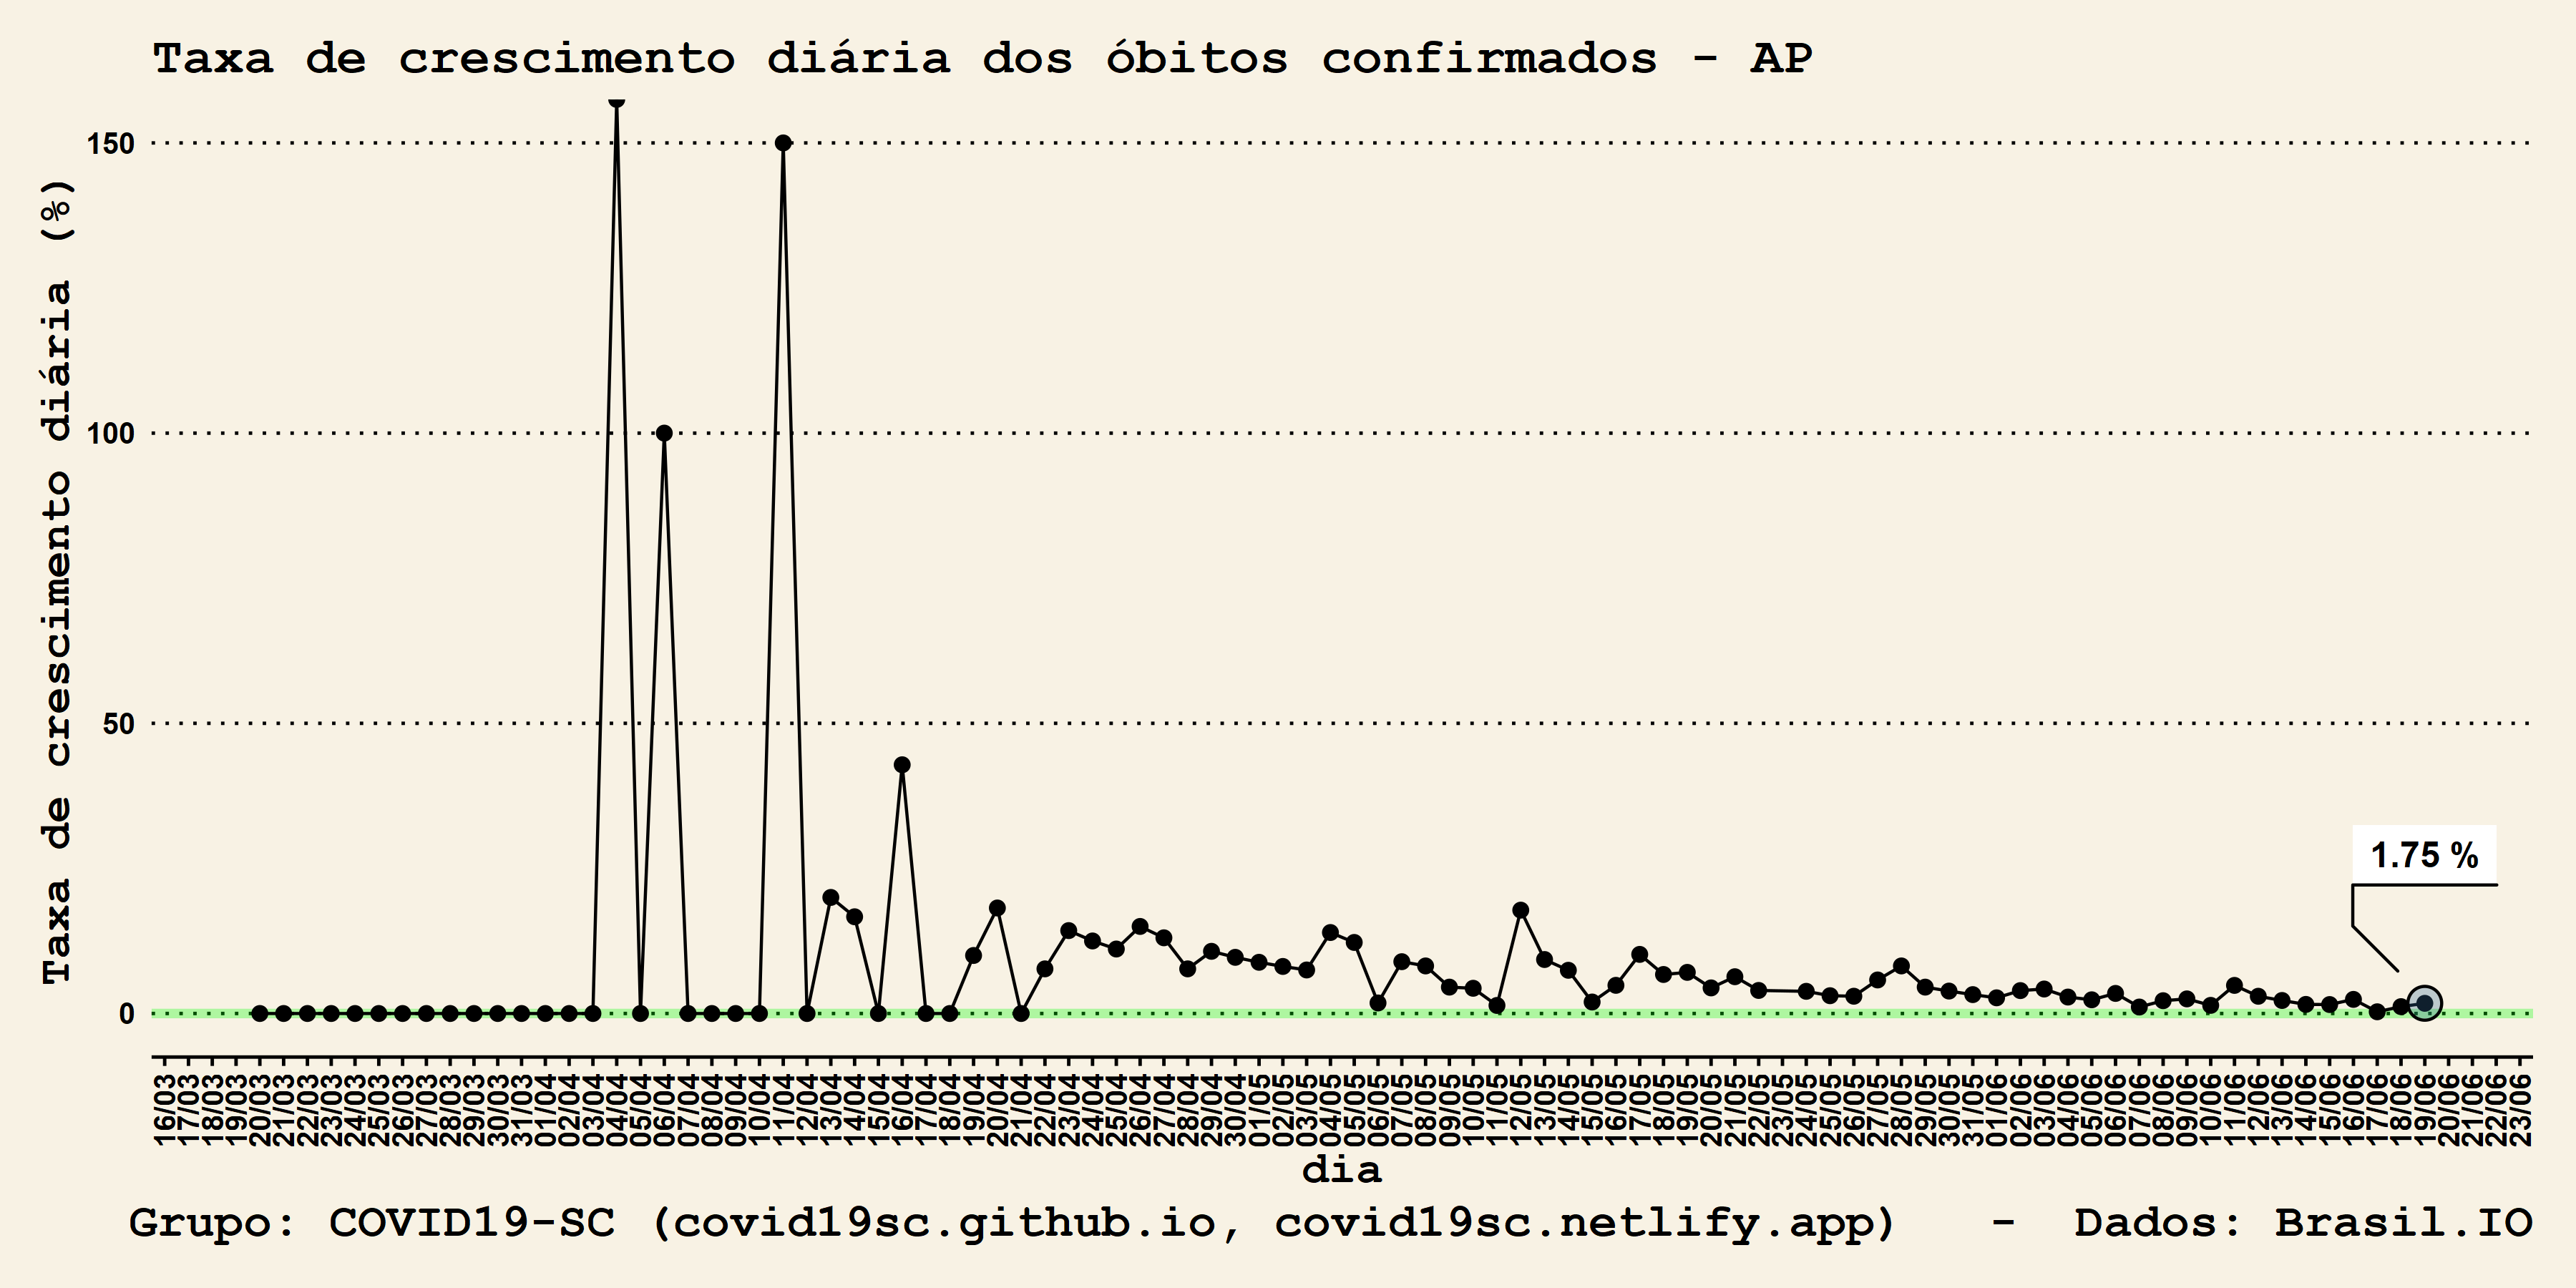 Taxa de crescimento diária dos óbitos confirmados - AP
Taxa de crescimento diária (%)
150
100
50
0
1.75 %
16/03 17/03 18/03 19/03 20/03 21/03 22/03 23/03 24/03 25/03 26/03 27/03 28/03 29/03 30/03 31/03 01/04 02/04 03/04 04/04 05/04 06/04 07/04 08/04 09/04 10/04 11/04 12/04 13/04 14/04 15/04 16/04 17/04 18/04 19/04 20/04 21/04 22/04 23/04 24/04 25/04 26/04 27/04 28/04 29/04 30/04 01/05 02/05 03/05 04/05 05/05 06/05 07/05 08/05 09/05 10/05 11/05 12/05 13/05 14/05 15/05 16/05 17/05 18/05 19/05 20/05 21/05 22/05 23/05 24/05 25/05 26/05 27/05 28/05 29/05 30/05 31/05 01/06 02/06 03/06 04/06 05/06 06/06 07/06 08/06 09/06 10/06 11/06 12/06 13/06 14/06 15/06 16/06 17/06 18/06 19/06 20/06 21/06 22/06 23/06
dia
Grupo: COVID19-SC (covid19sc.github.io, covid19sc.netlify.app) - Dados: Brasil.IO